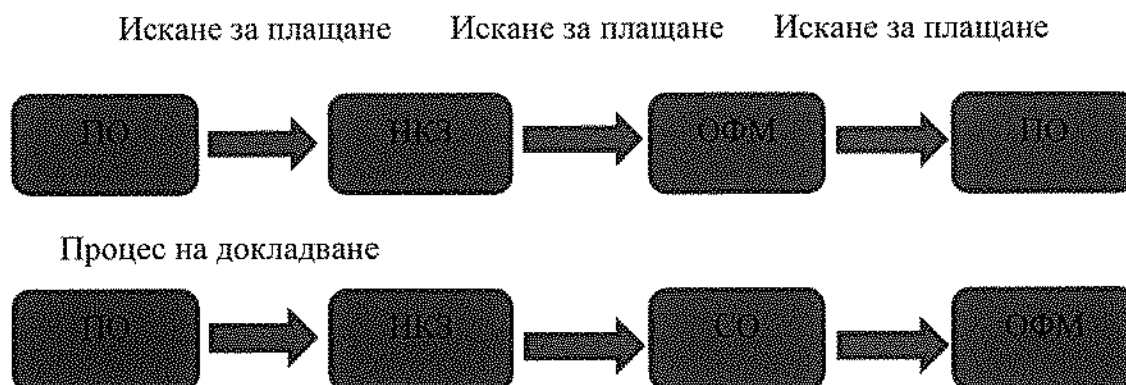 Искане за плащане Искане за плащане Искане за плащане
ПО НКЗ ОФМ ПО
Процес на докладване
ПО НКЗ СО ОФМ